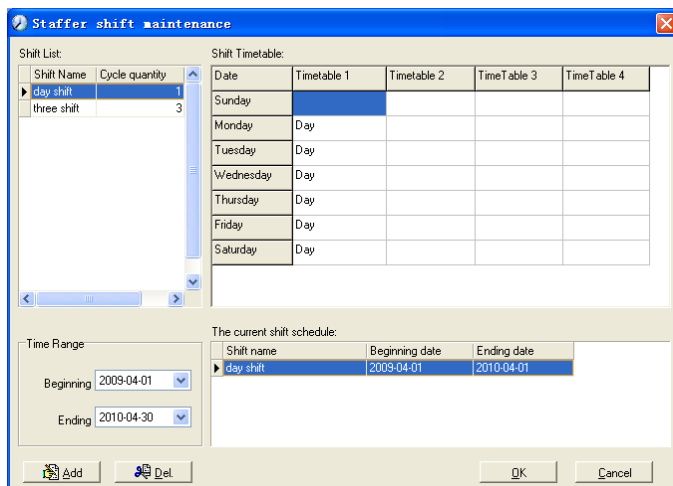 Staffer shift maintenance
Shift List:
Shift Name Cycle quantity
day shift 1
three shift 3
Shift Timetable:
Date Timetable 1 Timetable 2 TimeTable 3 TimeTable 4
Sunday
Monday Day
Tuesday Day
Wednesday Day
Thursday Day
Friday Day
Saturday Day
Time Range
Beginning 2009-04-01
Ending 2010-04-30
The current shift schedule:
Shift name Beginning date Ending date
day shift 2009-04-01 2010-04-01
Add Del. OK Cancel